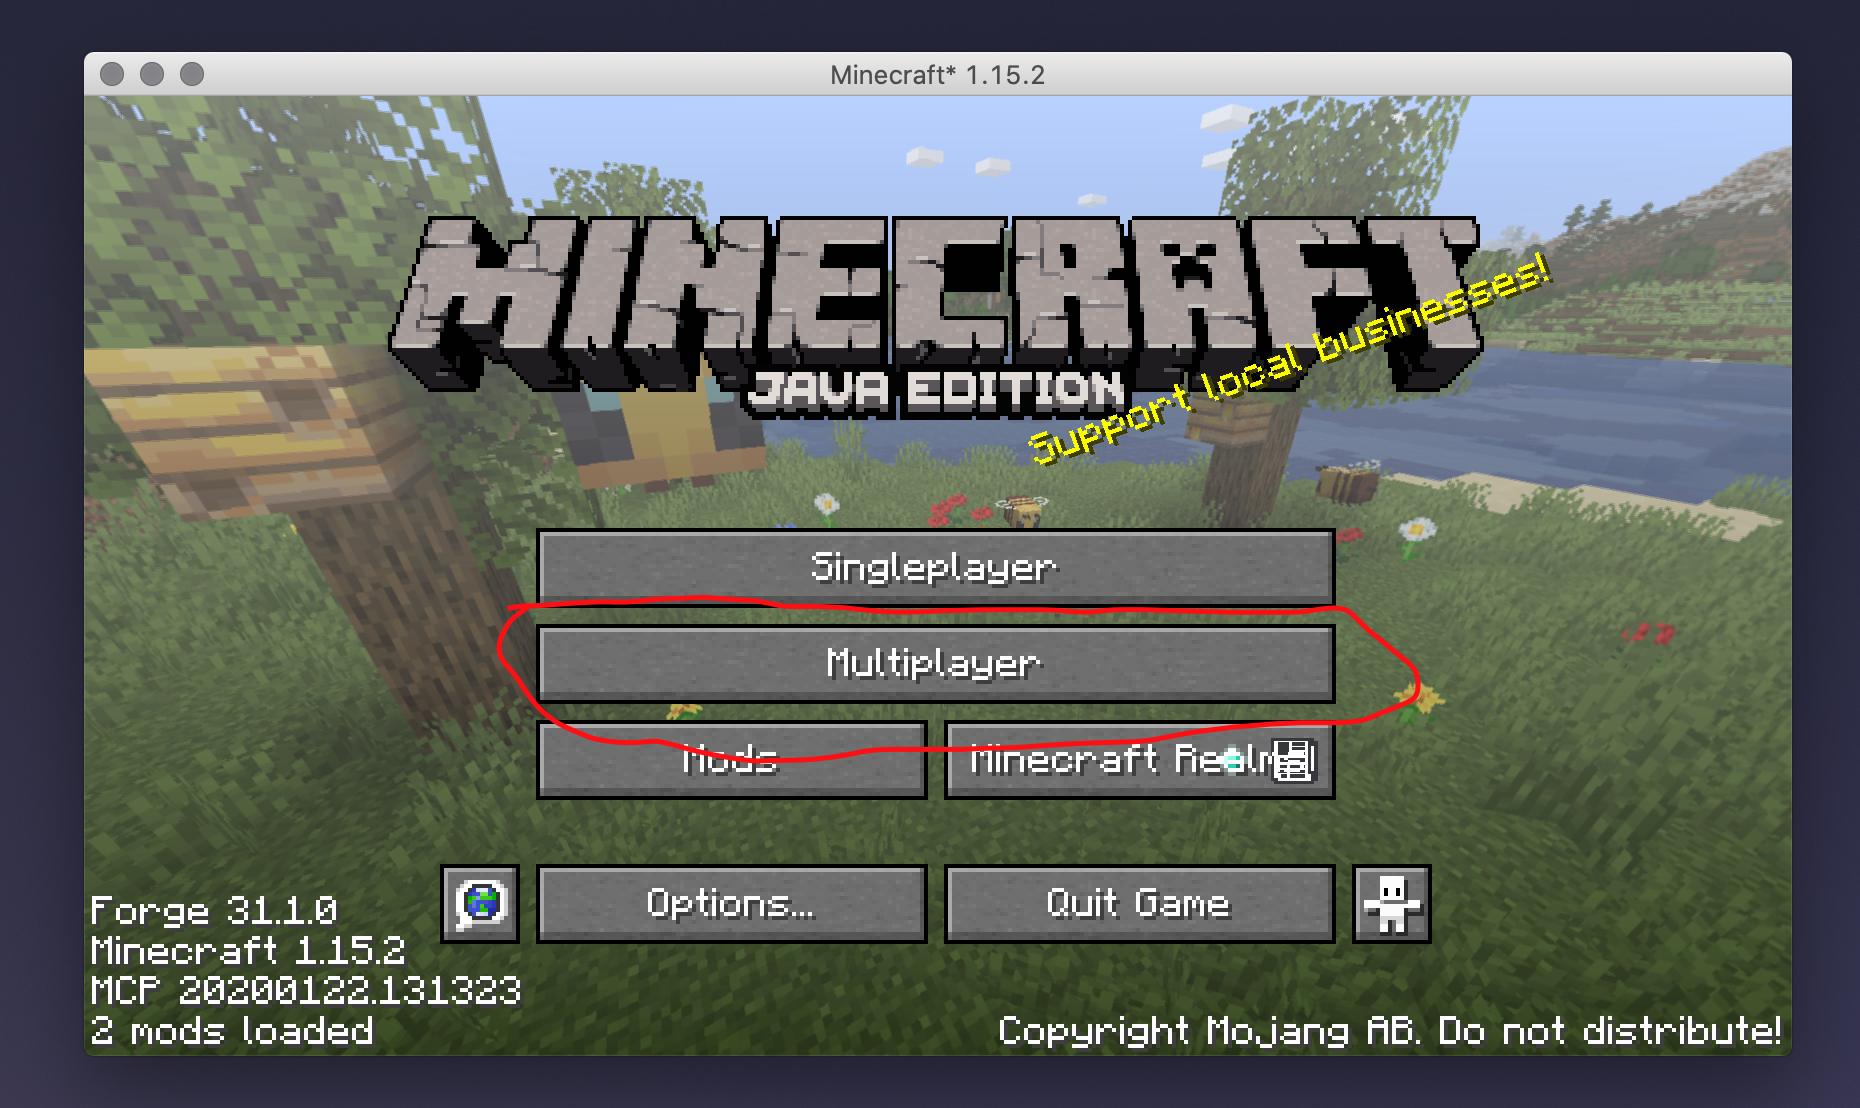 Minecraft* 1.15.2
MINECRAFT
JAVA EDITION
Support local businesses!
Singleplayer
Multiplayer
Mods
Minecraft Realms
Options...
Quit Game
Forge 31.1.0
Minecraft 1.15.2
MCP 20200122.131323
2 mods loaded
Copyright Mojang AB. Do not distribute!